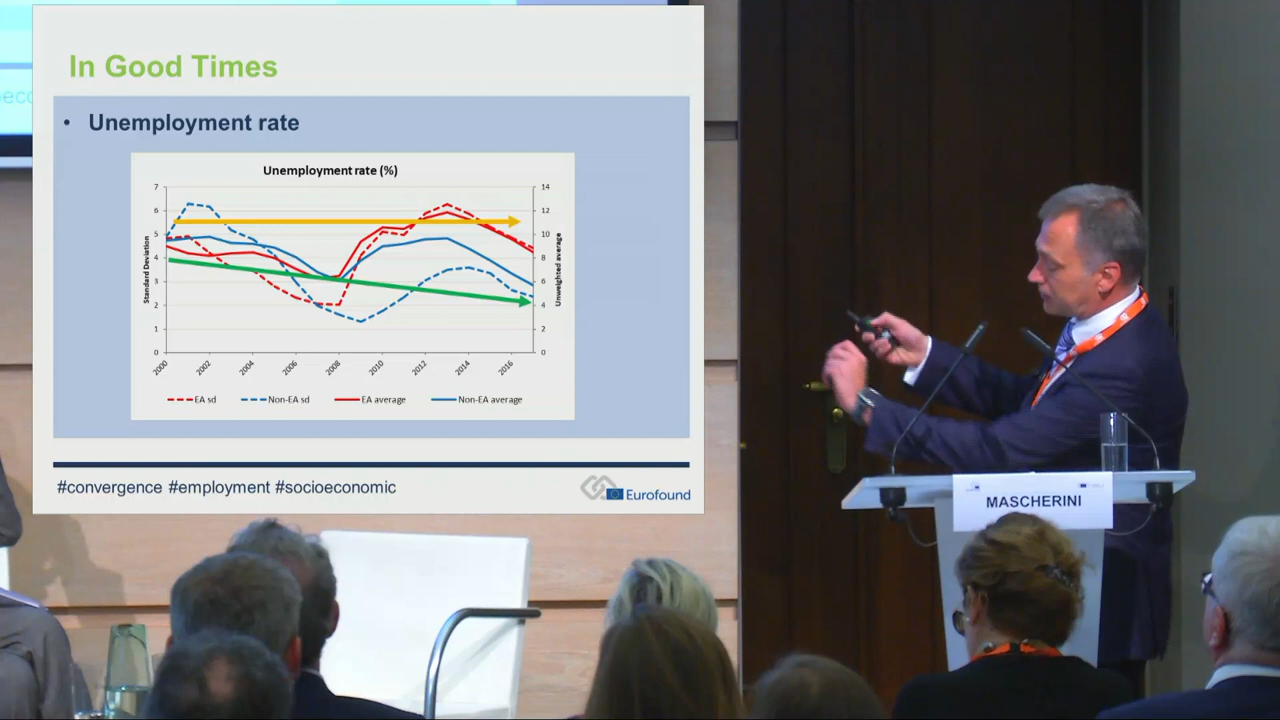 In Good Times
• Unemployment rate
Unemployment rate (%)
7
6
5
4
3
2
1
0
Standard Deviation
14
12
10
8
6
4
2
0
Unweighted average
2000
2002
2004
2006
2008
2010
2012
2014
2016
EA sd
Non-EA sd
EA average
Non-EA average
#convergence #employment #socioeconomic
Eurofound
MASCHERINI